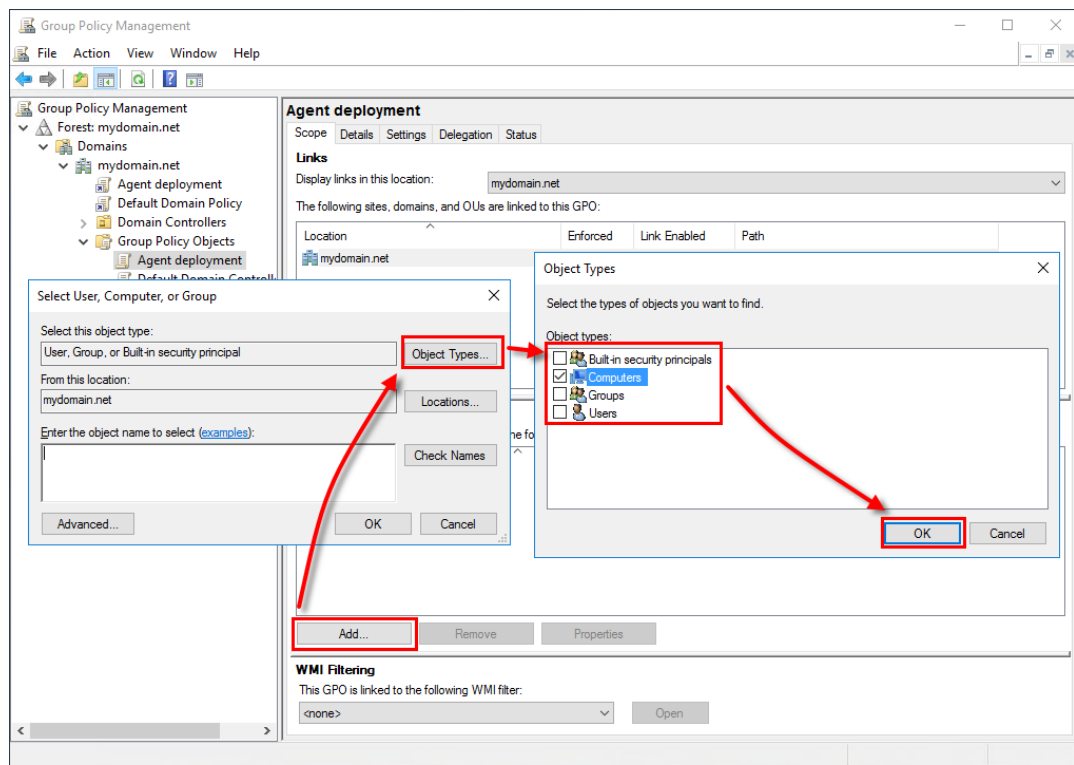 Group Policy Management
File Action View Window Help
Group Policy Management
Forest: mydomain.net
Domains
mydomain.net
Agent deployment
Default Domain Policy
Domain Controllers
Group Policy Objects
Agent deployment
Default Domain Controll
Agent deployment
Scope Details Settings Delegation Status
Links
Display links in this location: mydomain.net
The following sites, domains, and OUs are linked to this GPO:
Location Enforced Link Enabled Path
mydomain.net
Select User, Computer, or Group
Select this object type:
User, Group, or Built-in security principal Object Types...
From this location:
mydomain.net Locations...
Enter the object name to select (examples):
Check Names
Advanced... OK Cancel
Object Types
Select the types of objects you want to find.
Object types:
Built-in security principals
Computers
Groups
Users
OK Cancel
ne fo
Add... Remove Properties
WMI Filtering
This GPO is linked to the following WMI filter:
<none> Open